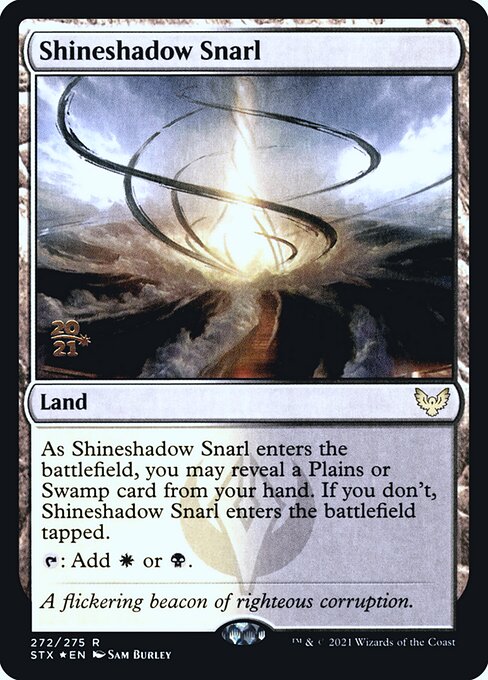 Shineshadow Snarl
20
21
Land
As Shineshadow Snarl enters the
battlefield, you may reveal a Plains or
Swamp card from your hand. If you don't,
Shineshadow Snarl enters the battlefield
tapped.
: Add or .
A flickering beacon of righteous corruption.
272/275 R
STX ★ EN Sam Burley
™ & © 2021 Wizards of the Coast